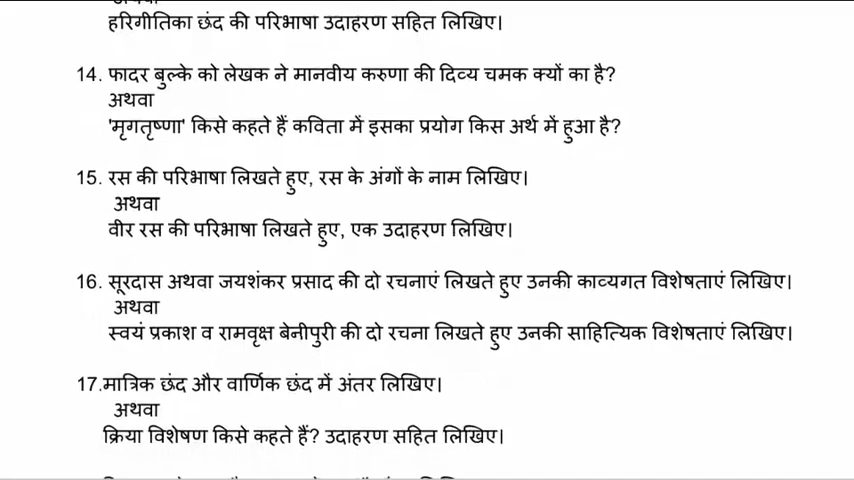 अथवा
हरिगीतिका छंद की परिभाषा उदाहरण सहित लिखिए।
14. फादर बुल्के को लेखक ने मानवीय करुणा की दिव्य चमक क्यों का है?
अथवा
'मृगतृष्णा' किसे कहते हैं कविता में इसका प्रयोग किस अर्थ में हुआ है?
15. रस की परिभाषा लिखते हुए, रस के अंगों के नाम लिखिए।
अथवा
वीर रस की परिभाषा लिखते हुए, एक उदाहरण लिखिए।
16. सूरदास अथवा जयशंकर प्रसाद की दो रचनाएं लिखते हुए उनकी काव्यगत विशेषताएं लिखिए।
अथवा
स्वयं प्रकाश व रामवृक्ष बेनीपुरी की दो रचना लिखते हुए उनकी साहित्यिक विशेषताएं लिखिए।
17.मात्रिक छंद और वार्णिक छंद में अंतर लिखिए।
अथवा
क्रिया विशेषण किसे कहते हैं? उदाहरण सहित लिखिए।